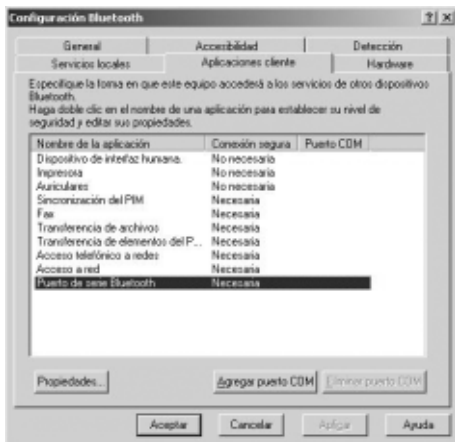 Configuración Bluetooth
General Accesibilidad Detección
Servicios locales Aplicaciones cliente Hardware
Especifique la forma en que este equipo accederá a los servicios de otros dispositivos
Bluetooth.
Haga doble clic en el nombre de una aplicación para establecer su nivel de
seguridad y editar sus propiedades.
Nombre de la aplicación Conexión segura Puerto COM
Dispositivo de interfaz humana. No necesaria
Impresora No necesaria
Auriculares No necesaria
Sincronización del PIM Necesaria
Fax Necesaria
Transferencia de archivos Necesaria
Transferencia de elementos del P... Necesaria
Acceso telefónico a redes Necesaria
Acceso a red Necesaria
Puerto de serie Bluetooth Necesaria
Propiedades... Agregar puerto COM Eliminar puerto COM
Aceptar Cancelar Aplicar Ayuda